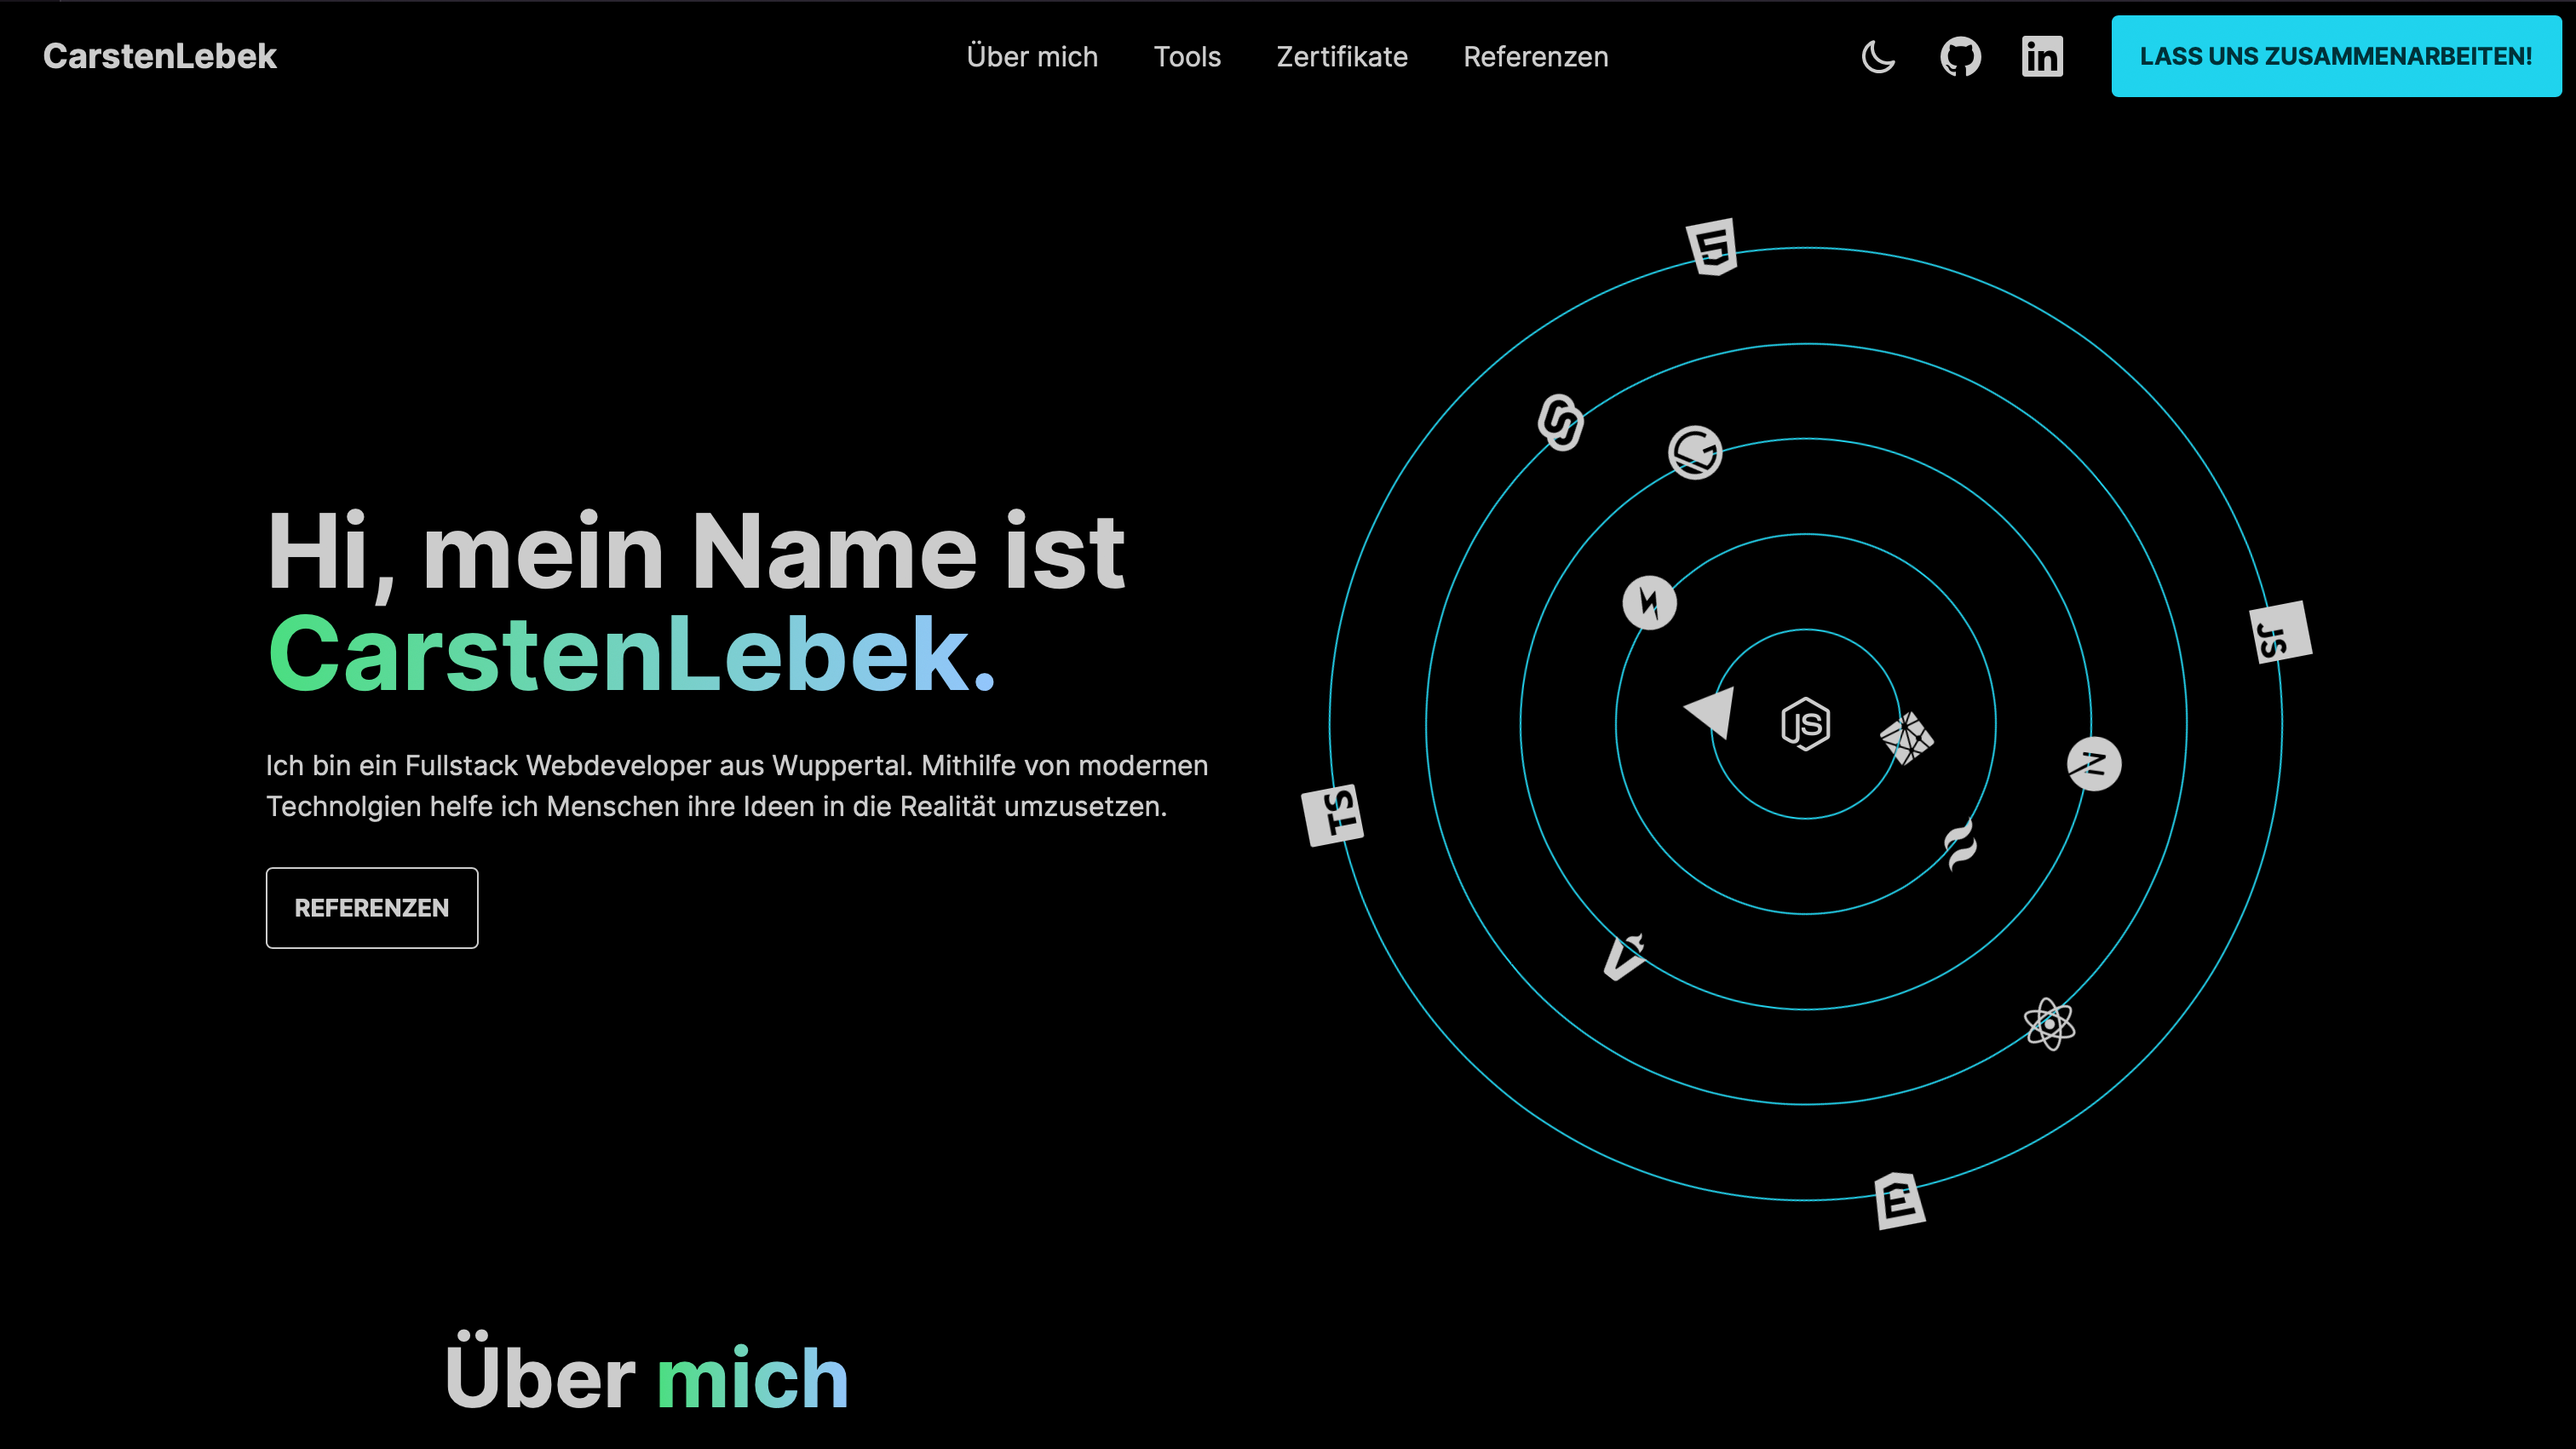 CarstenLebek
Über mich
Tools
Zertifikate
Referenzen
LASS UNS ZUSAMMENARBEITEN!
Hi, mein Name ist
CarstenLebek.
Ich bin ein Fullstack Webdeveloper aus Wuppertal. Mithilfe von modernen
Technolgien helfe ich Menschen ihre Ideen in die Realität umzusetzen.
REFERENZEN
JS
JS
TS
Über mich